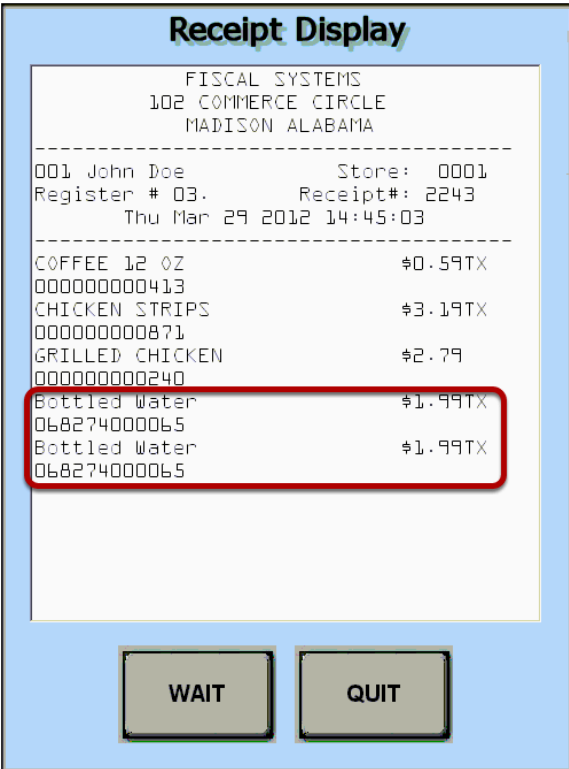 Receipt Display
FISCAL SYSTEMS
102 COMMERCE CIRCLE
MADISON ALABAMA
----------------------------------------
001 John Doe Store: 0001
Register # 03. Receipt#: 2243
Thu Mar 29 2012 14:45:03
----------------------------------------
COFFEE 12 OZ $0.59TX
000000000413
CHICKEN STRIPS $3.19TX
000000000871
GRILLED CHICKEN $2.79
000000000240
Bottled Water $1.99TX
068274000065
Bottled Water $1.99TX
068274000065
WAIT QUIT